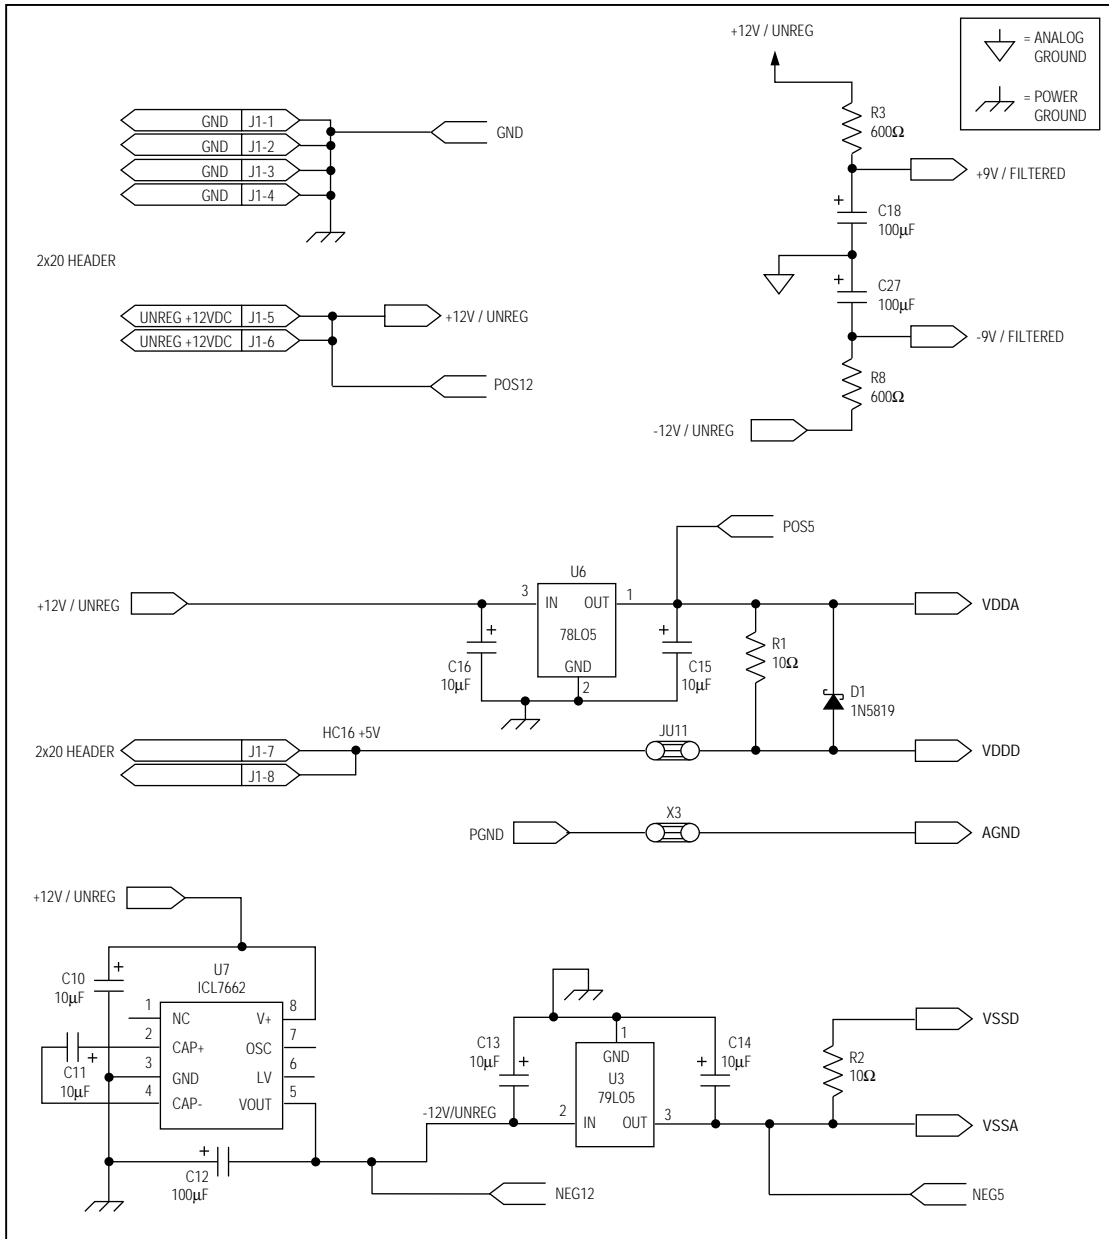 +12V / UNREG
= ANALOG
GROUND
= POWER
GROUND
GND J1-1
GND J1-2
GND J1-3
GND J1-4
GND
R3
600Ω
+9V / FILTERED
+
C18
100µF
2x20 HEADER
+
C27
100µF
UNREG +12VDC J1-5
UNREG +12VDC J1-6
+12V / UNREG
POS12
-9V / FILTERED
R8
600Ω
-12V / UNREG
POS5
+12V / UNREG
U6
3 IN OUT 1
78LO5
GND
2
+
C16
10µF
+
C15
10µF
R1
10Ω
D1
1N5819
VDDA
2x20 HEADER
J1-7
J1-8
HC16 +5V
JU11
VDDD
PGND
X3
AGND
+12V / UNREG
C10
10µF
+
U7
ICL7662
1 NC V+ 8
2 CAP+ OSC 7
3 GND LV 6
4 CAP- VOUT 5
C11
10µF
+
+
C12
100µF
-12V/UNREG
NEG12
C13
10µF
+
1
GND
U3
79LO5
2 IN OUT 3
+
C14
10µF
VSSD
R2
10Ω
VSSA
NEG5